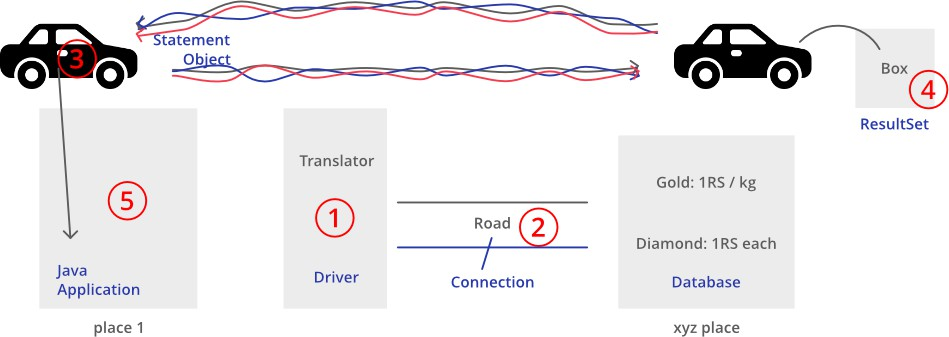 Statement
Object
3
Box
4
ResultSet
Translator
Gold: 1RS / kg
5
1
Road
2
Diamond: 1RS each
Java
Application
Driver
Connection
Database
place 1
xyz place